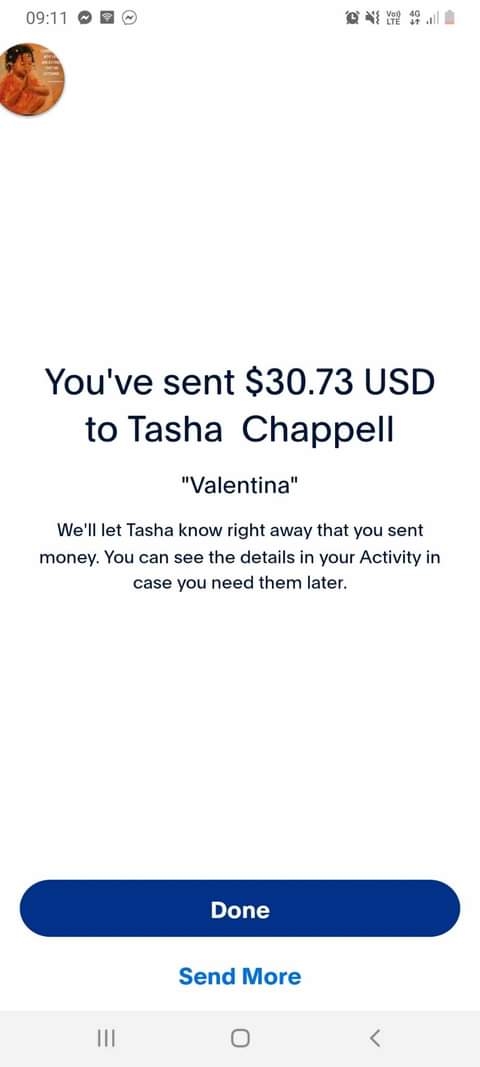 09:11
Vo))
LTE
4G
You've sent $30.73 USD
to Tasha Chappell
"Valentina"
We'll let Tasha know right away that you sent
money. You can see the details in your Activity in
case you need them later.
Done
Send More